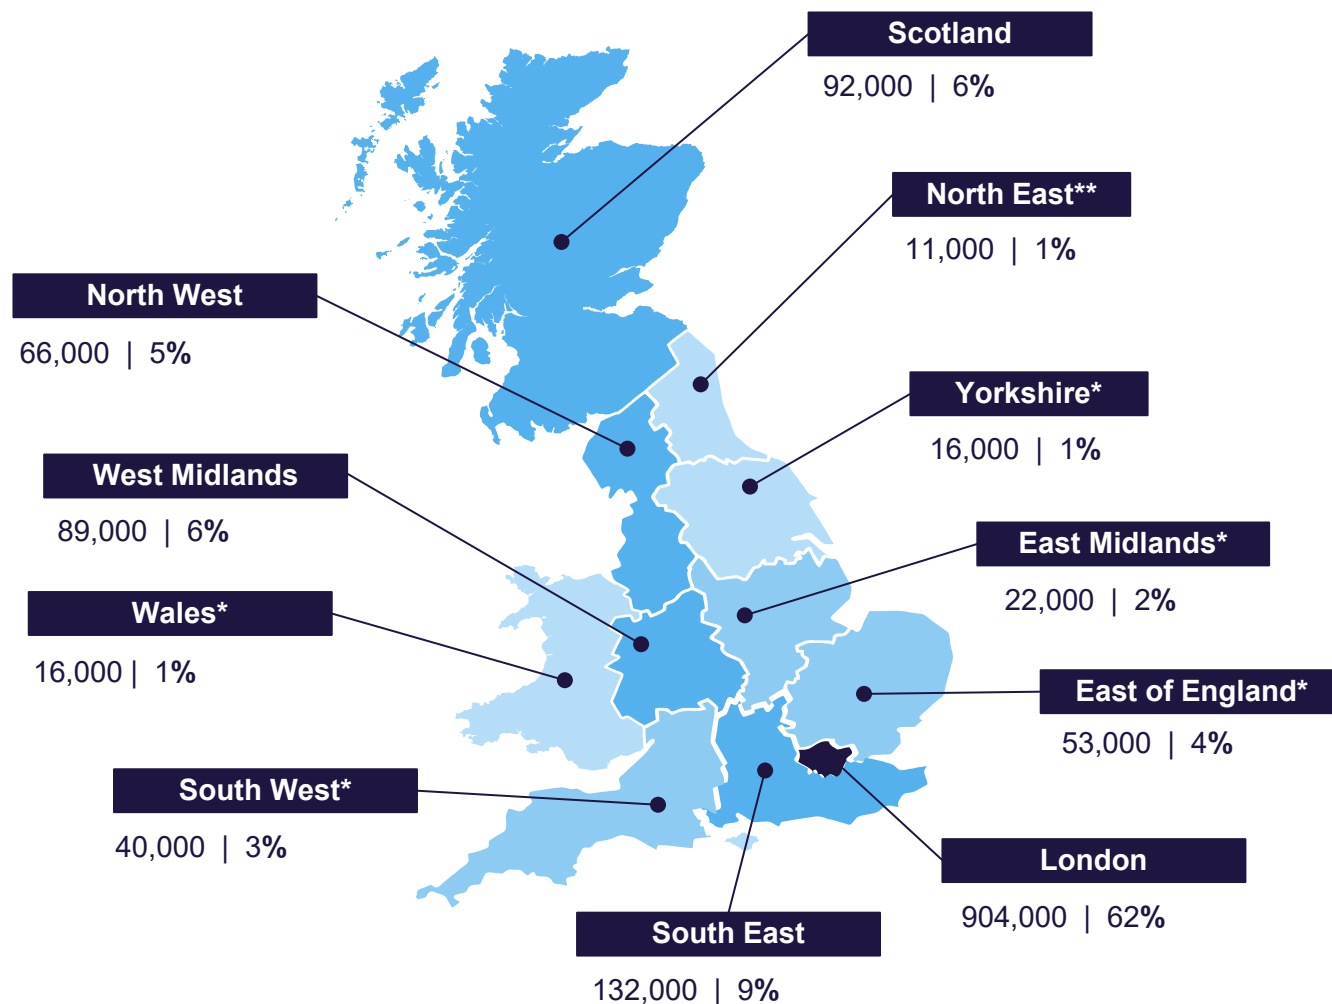 Scotland
92,000 | 6%
North East**
11,000 | 1%
North West
66,000 | 5%
Yorkshire*
16,000 | 1%
West Midlands
89,000 | 6%
East Midlands*
22,000 | 2%
Wales*
16,000 | 1%
East of England*
53,000 | 4%
South West*
40,000 | 3%
London
904,000 | 62%
South East
132,000 | 9%